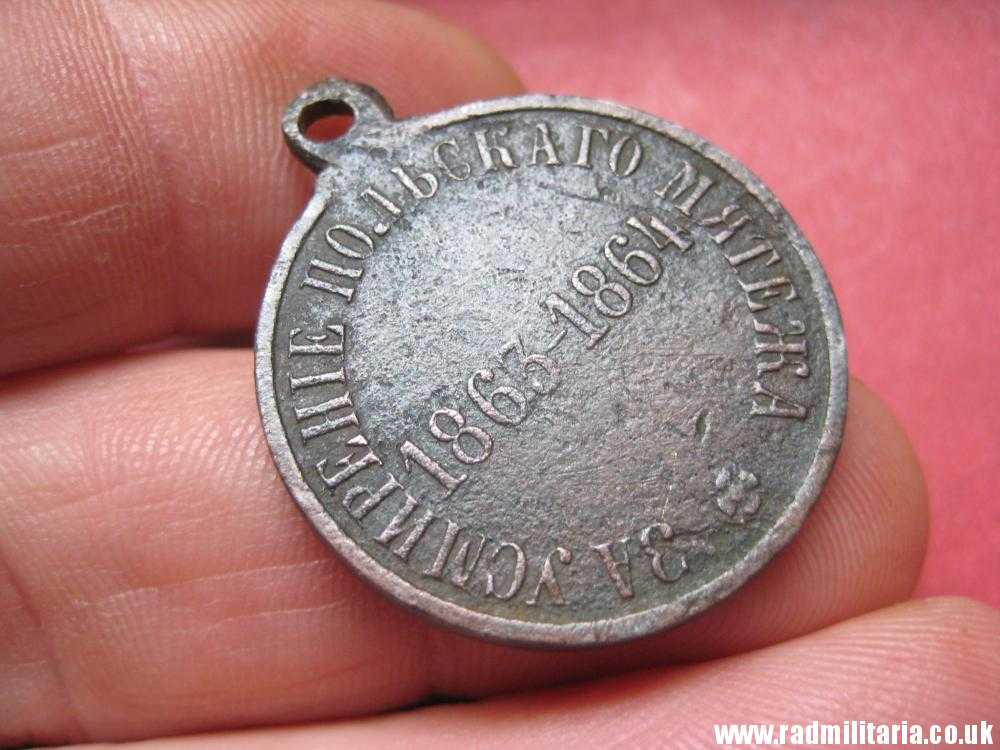 ЗА УСМИРЕНІЕ ПОЛЬСКАГО МЯТЕЖА
1863-1864
www.radmilitaria.co.uk